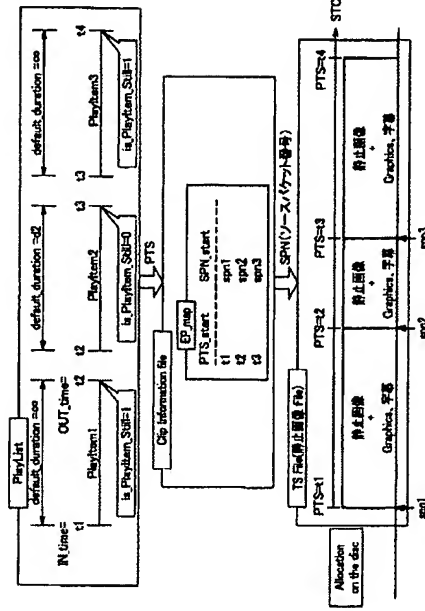 PlayList
default_duration =∞
default_duration =d2
default_duration =∞
IN_time=
OUT_time=
t1
t2
t2
t3
t3
t4
PlayItem1
PlayItem2
PlayItem3
is_PlayItem_Still=1
is_PlayItem_Still=0
is_PlayItem_Still=1
PTS
Clip Information file
EP_map
PTS_start
SPN_start
t1
spn1
t2
spn2
t3
spn3
SPN(ソースパケット番号)
TS File(静止画像 File)
PTS=t1
PTS=t2
PTS=t3
PTS=t4
STC
静止画像
+
Graphics, 字幕
静止画像
+
Graphics, 字幕
静止画像
+
Graphics, 字幕
Allocation
on the disc
spn1
spn2
spn3